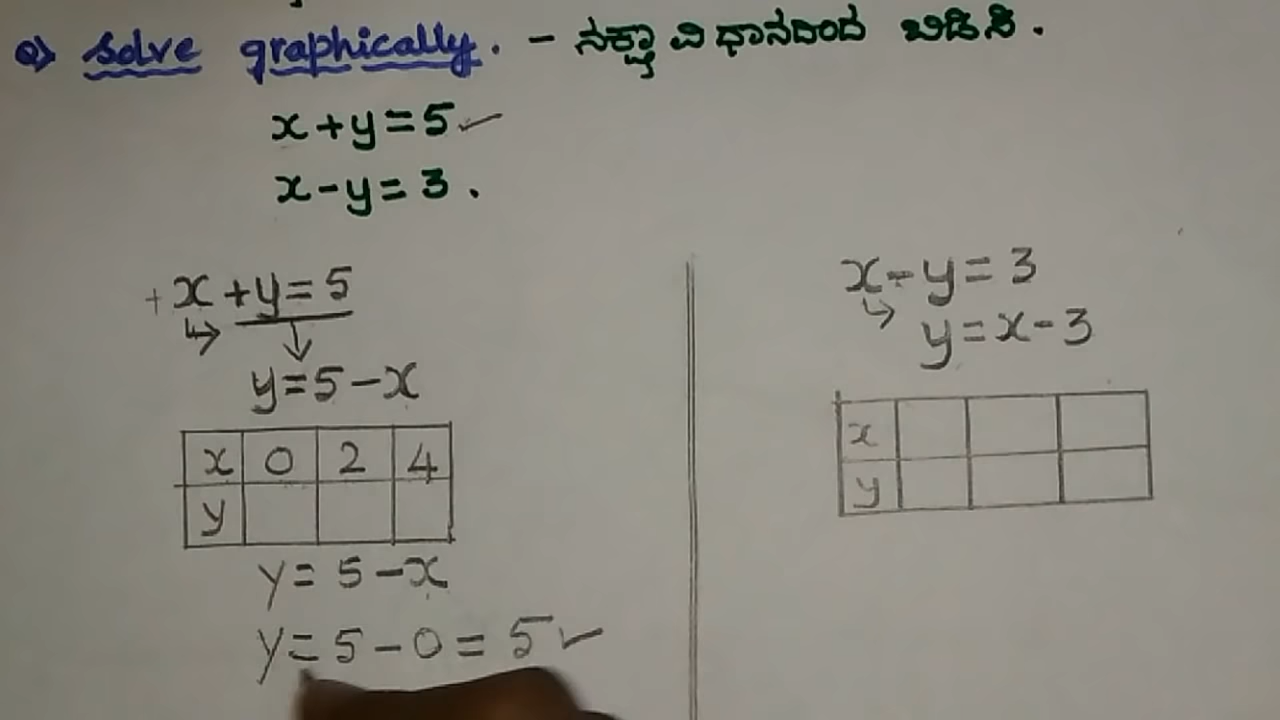 a) solve graphically. - ನಕ್ಷಾ ವಿಧಾನದಿಂದ ಬಿಡಿಸಿ.
x+y=5 ✓
x-y=3.
+x+y=5
y=5-x
x 0 2 4
y
y=5-x
y=5-0=5 ✓
x-y=3
y=x-3
x
y